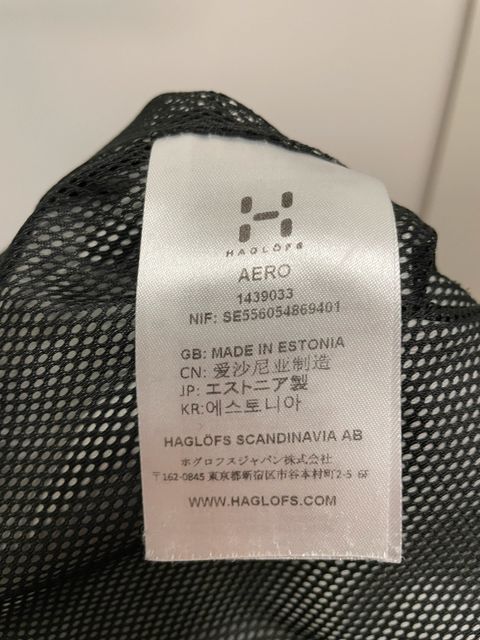 HAGLÖFS
AERO
1439033
NIF: SE556054869401
GB: MADE IN ESTONIA
CN: 爱沙尼亚制造
JP: エストニア製
KR:에스토니아
HAGLÖFS SCANDINAVIA AB
ホグロフスジャパン株式会社
〒162-0845 東京都新宿区市谷本村町2-5 6F
WWW.HAGLOFS.COM